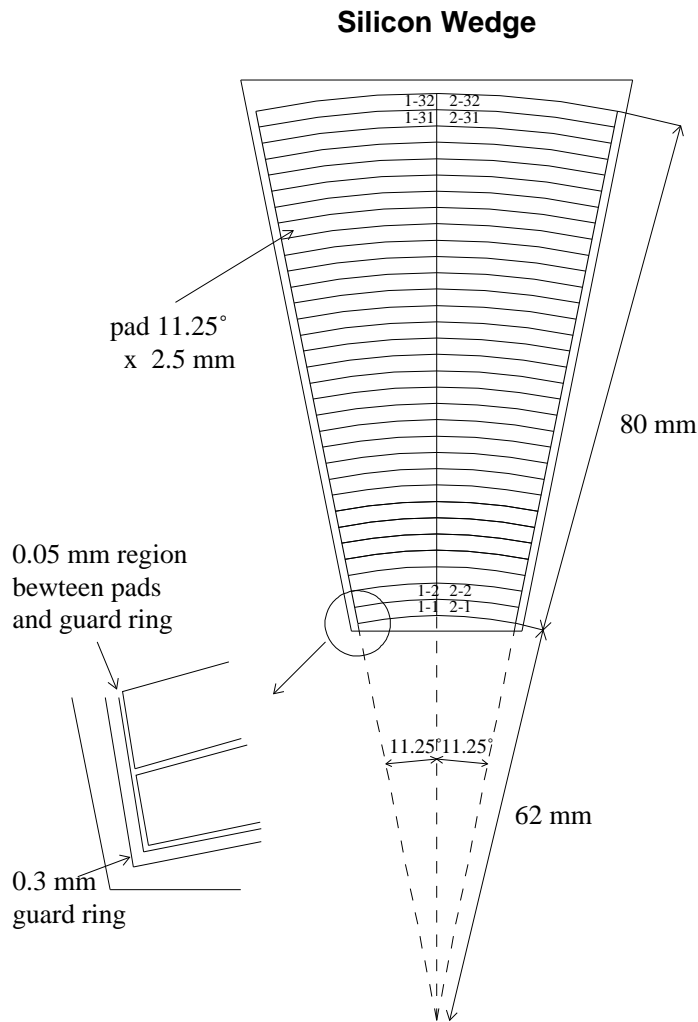 Silicon Wedge
1-32 2-32
1-31 2-31
pad 11.25°
x 2.5 mm
80 mm
0.05 mm region
bewteen pads
and guard ring
1-2 2-2
1-1 2-1
11.25° 11.25°
62 mm
0.3 mm
guard ring